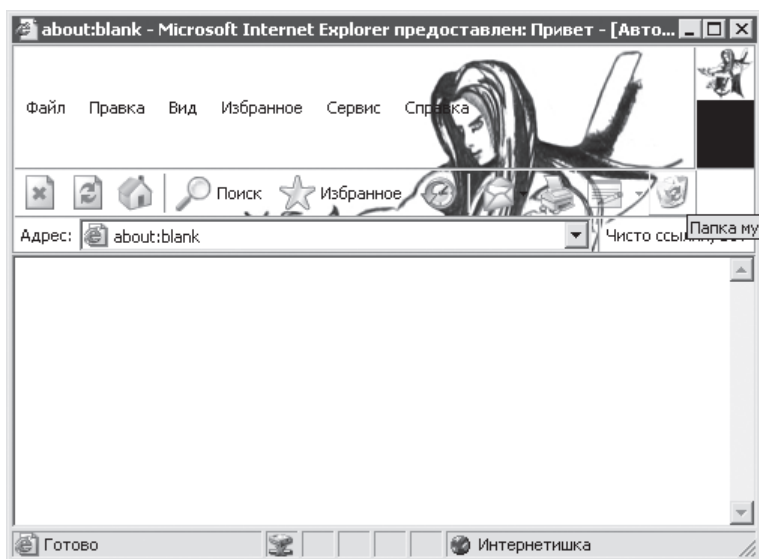 about:blank - Microsoft Internet Explorer предоставлен: Привет - [Авто...
Файл Правка Вид Избранное Сервис Справка
Поиск Избранное
Папка му
Адрес: about:blank Чисто
Готово Интернетишка